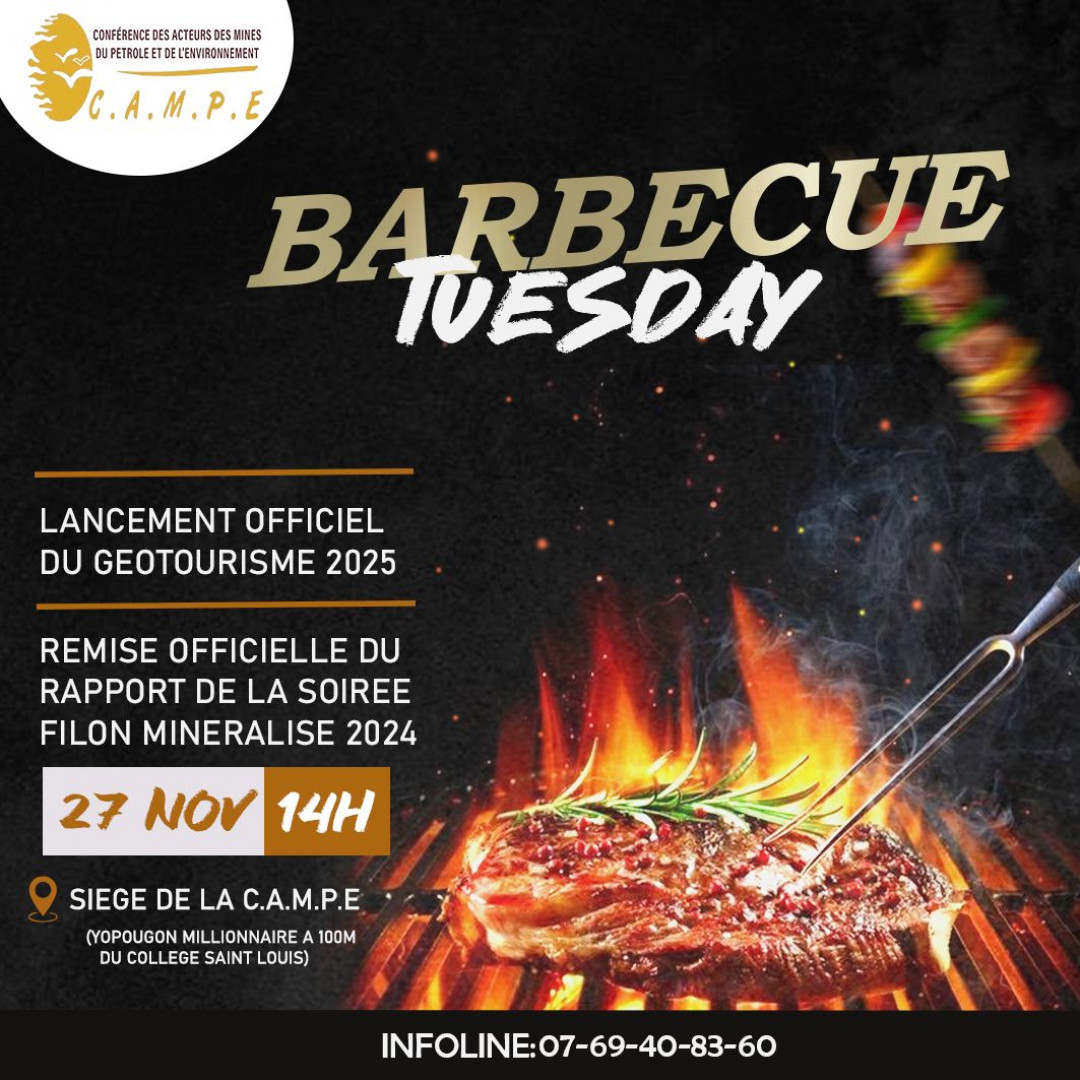 CONFÉRENCE DES ACTEURS DES MINES
DU PETROLE ET DE L'ENVIRONNEMENT
C.A.M.P.E
BARBECUE
TUESDAY
LANCEMENT OFFICIEL
DU GEOTOURISME 2025
REMISE OFFICIELLE DU
RAPPORT DE LA SOIREE
FILON MINERALISE 2024
27 NOV 14H
SIEGE DE LA C.A.M.P.E
(YOPOUGON MILLIONNAIRE A 100M
DU COLLEGE SAINT LOUIS)
INFOLINE:07-69-40-83-60